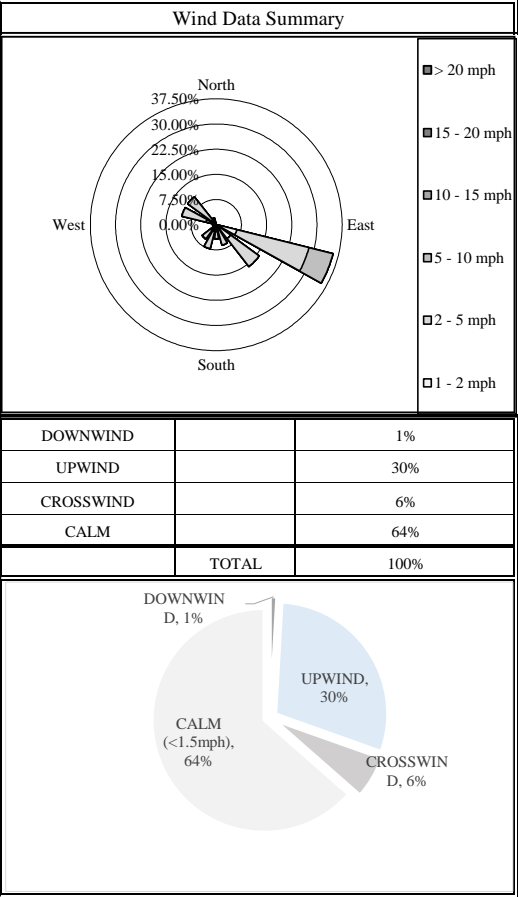 Wind Data Summary
North
37.50%
30.00%
22.50%
15.00%
7.50%
0.00%
West
East
South
> 20 mph
15 - 20 mph
10 - 15 mph
5 - 10 mph
2 - 5 mph
1 - 2 mph
DOWNWIND 1%
UPWIND 30%
CROSSWIND 6%
CALM 64%
TOTAL 100%
DOWNWIN
D, 1%
UPWIND,
30%
CALM
(<1.5mph),
64%
CROSSWIN
D, 6%